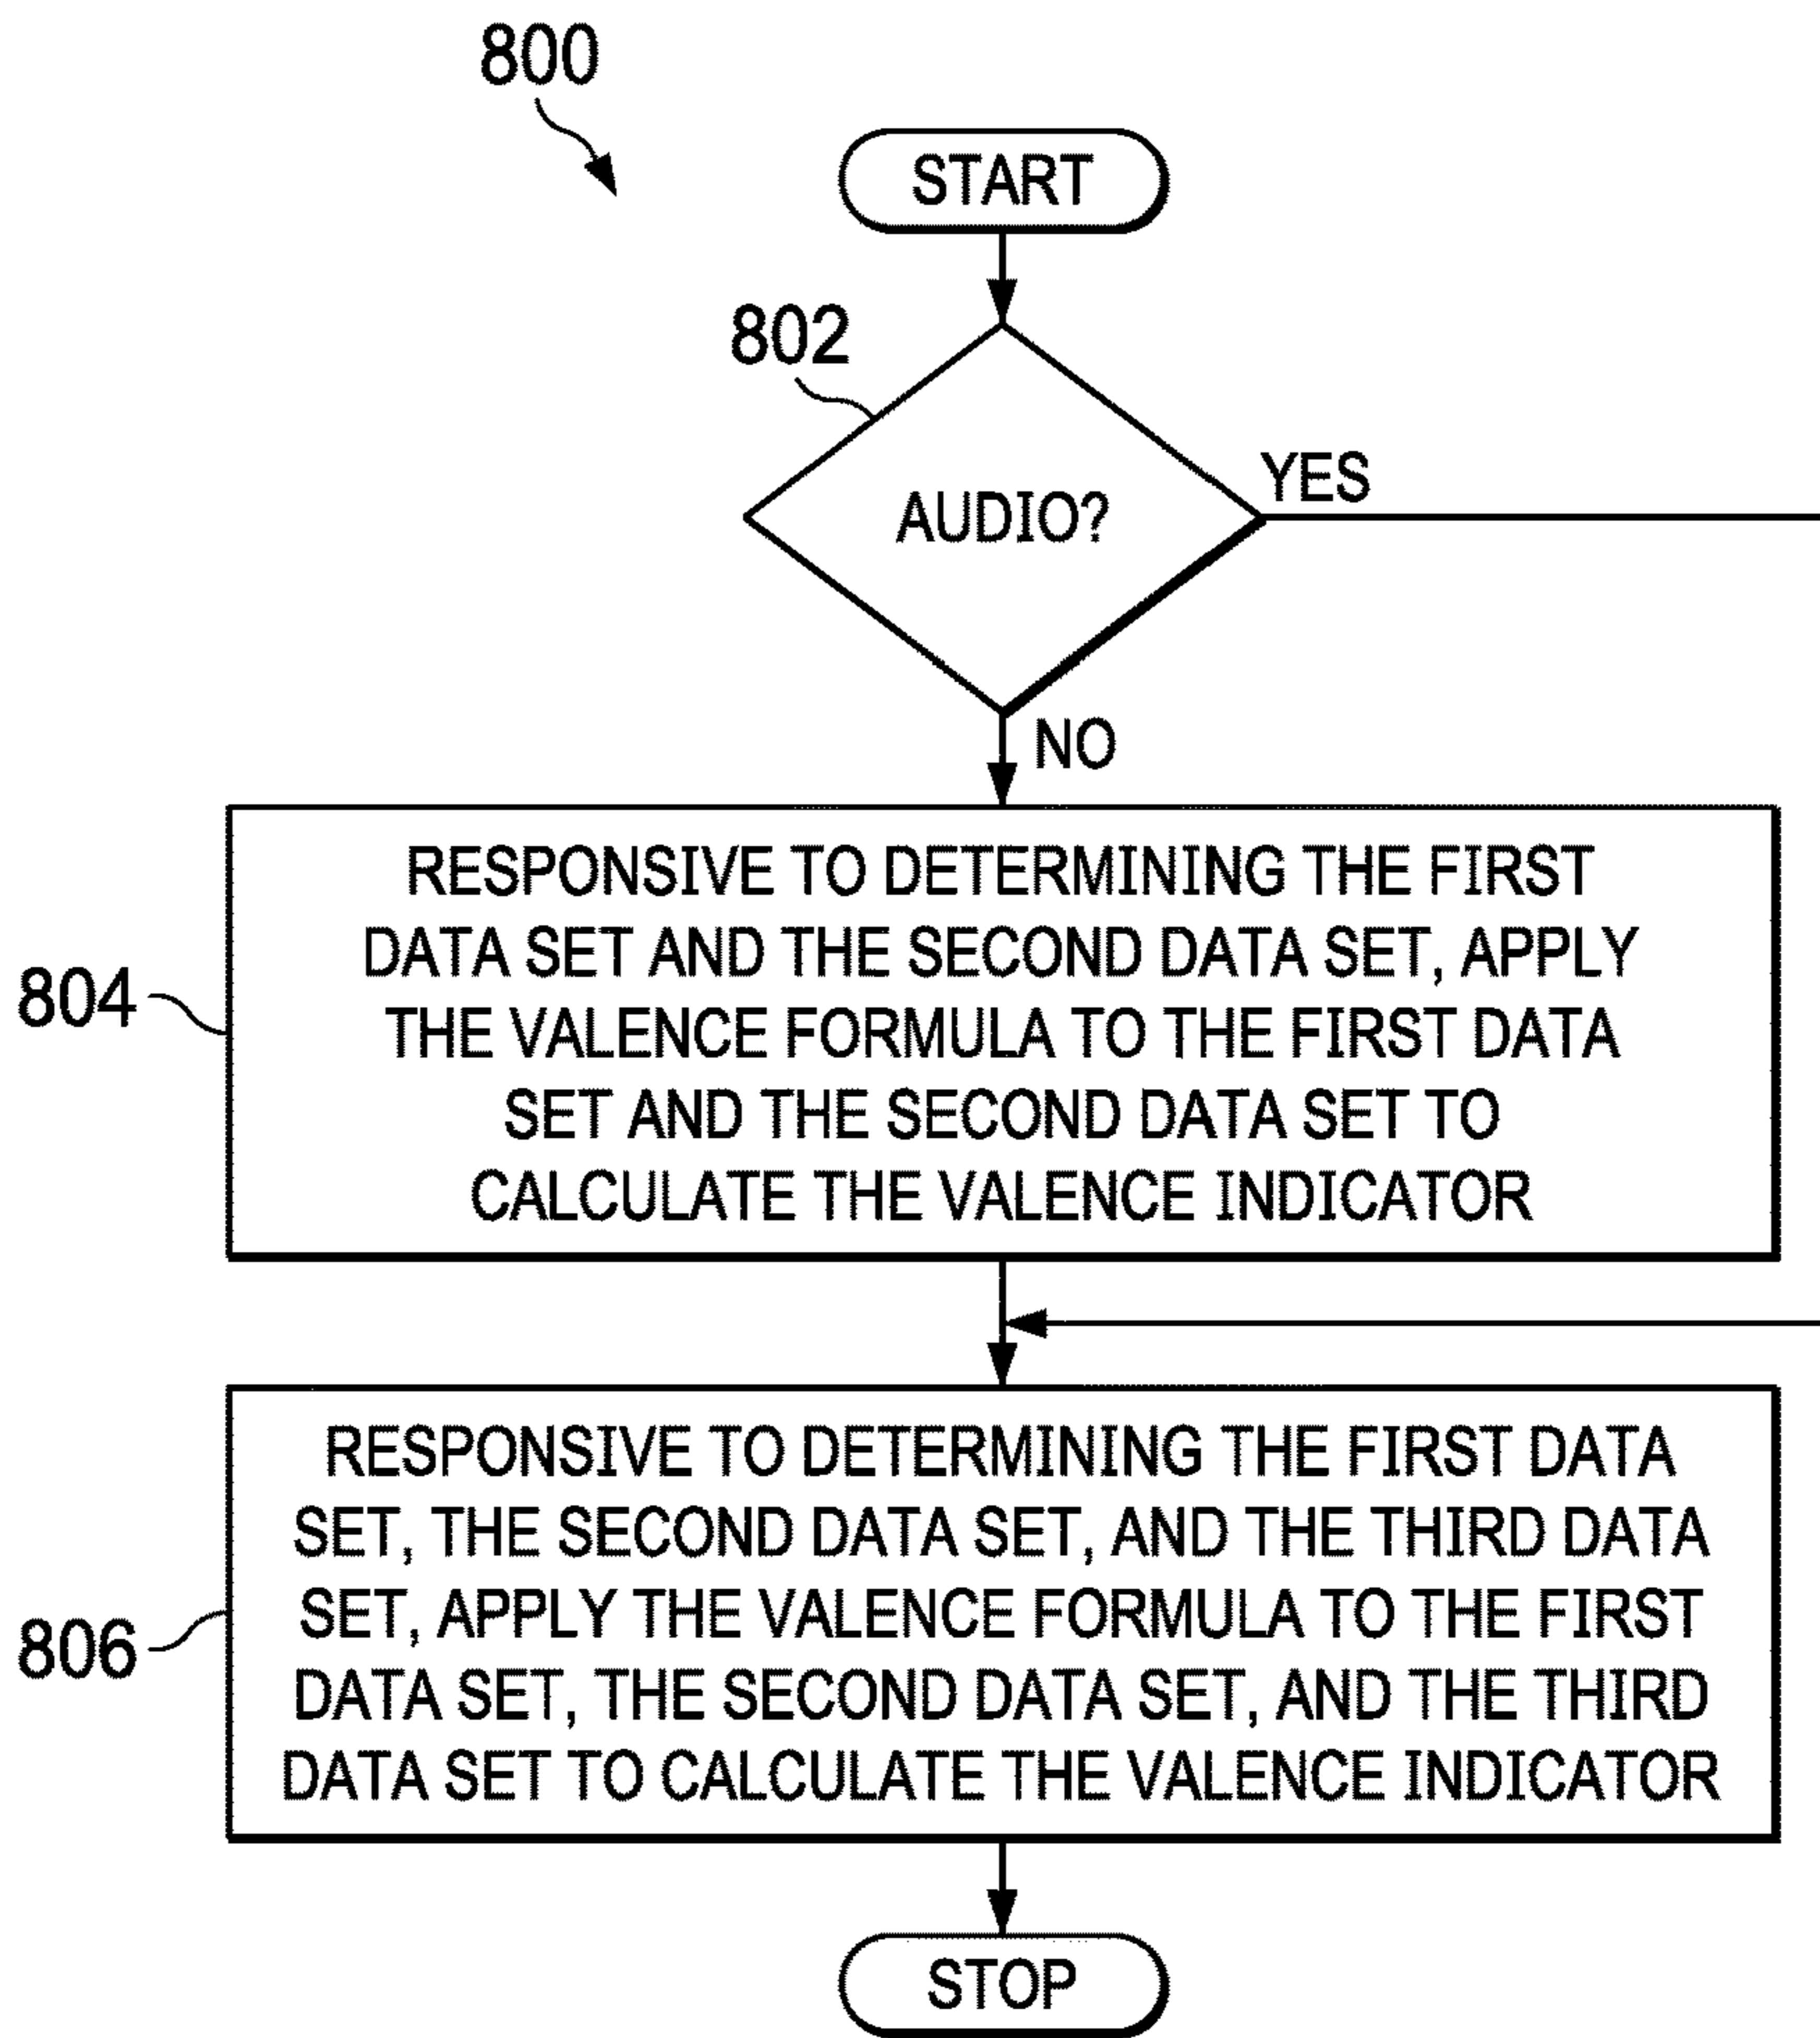 800
START
802
AUDIO?
YES
NO
804
RESPONSIVE TO DETERMINING THE FIRST
DATA SET AND THE SECOND DATA SET, APPLY
THE VALENCE FORMULA TO THE FIRST DATA
SET AND THE SECOND DATA SET TO
CALCULATE THE VALENCE INDICATOR
806
RESPONSIVE TO DETERMINING THE FIRST DATA
SET, THE SECOND DATA SET, AND THE THIRD DATA
SET, APPLY THE VALENCE FORMULA TO THE FIRST
DATA SET, THE SECOND DATA SET, AND THE THIRD
DATA SET TO CALCULATE THE VALENCE INDICATOR
STOP